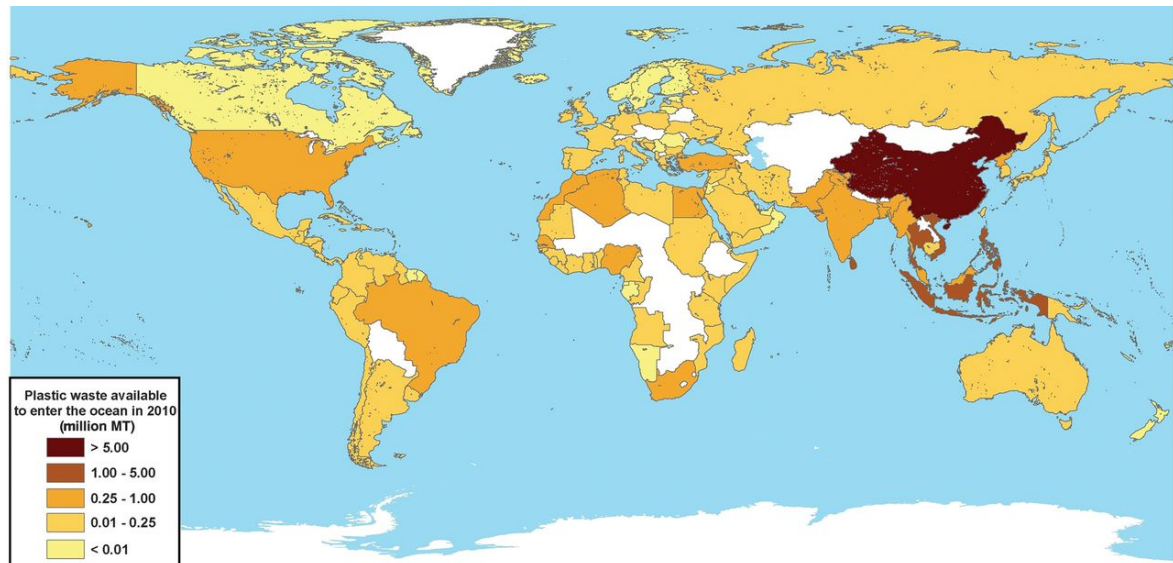 Plastic waste available
to enter the ocean in 2010
(million MT)
> 5.00
1.00 - 5.00
0.25 - 1.00
0.01 - 0.25
< 0.01